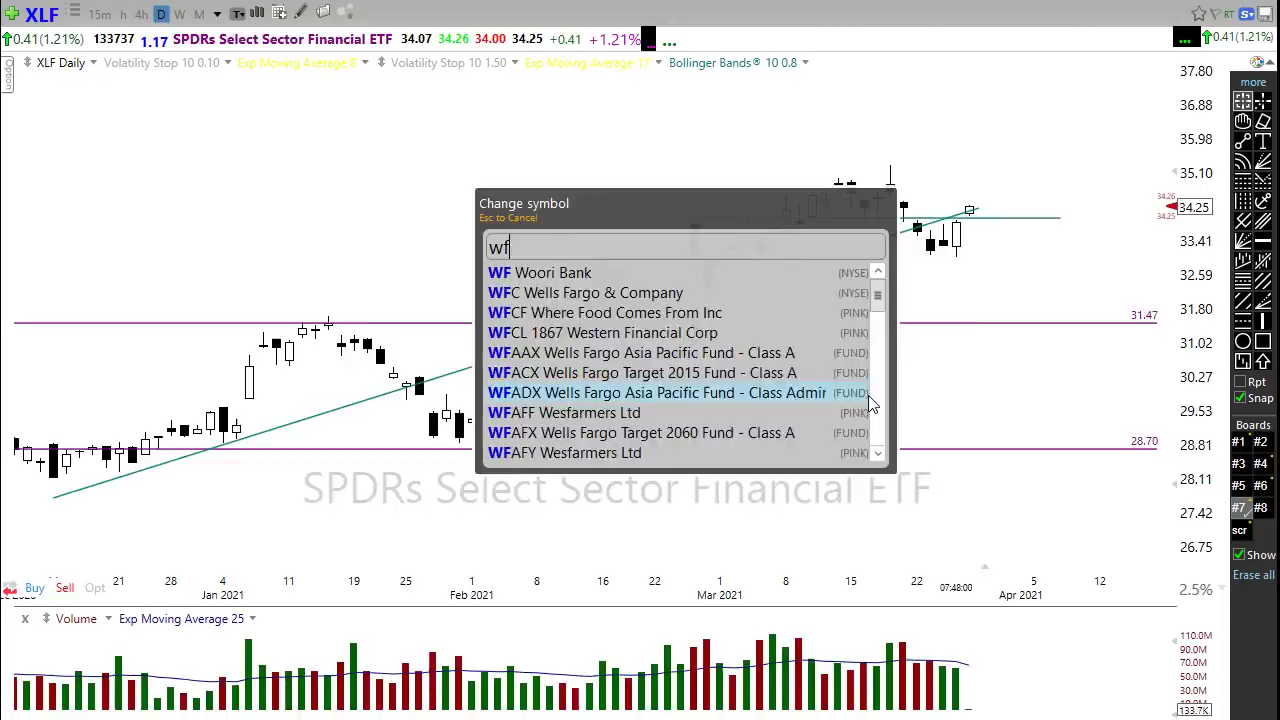 XLF 15m h 4h D W M T RT S
0.41(1.21%) 133737 1.17 SPDRs Select Sector Financial ETF 34.07 34.26 34.00 34.25 +0.41 +1.21% ... ... 0.41(1.21%)
Option
XLF Daily Volatility Stop 10 0.10 Exp Moving Average 8 Volatility Stop 10 1.50 Exp Moving Average 17 Bollinger Bands® 10 0.8
37.80
more
36.88
35.98
35.10
34.26
34.25
34.25
33.41
32.59
31.80
31.47
31.02
30.27
29.53
28.81
28.70
28.11
27.42
26.75
2.5%
Change symbol
Esc to Cancel
wf
WF Woori Bank (NYSE)
WFC Wells Fargo & Company (NYSE)
WFCF Where Food Comes From Inc (PINK)
WFCL 1867 Western Financial Corp (PINK)
WFAAX Wells Fargo Asia Pacific Fund - Class A (FUND)
WFACX Wells Fargo Target 2015 Fund - Class A (FUND)
WFADX Wells Fargo Asia Pacific Fund - Class Admir (FUND)
WFAFF Wesfarmers Ltd (PINK)
WFAFX Wells Fargo Target 2060 Fund - Class A (FUND)
WFAFY Wesfarmers Ltd (PINK)
SPDRs Select Sector Financial ETF
Rpt
Snap
Boards
#1 #2
#3 #4
#5 #6
#7 #8
scr
Show
Erase all
Buy Sell Opt
21 28 4 11 19 25 1 8 16 22 1 8 15 22 07:48:00 5 12
Jan 2021 Feb 2021 Mar 2021 Apr 2021
X Volume Exp Moving Average 25
110.0M
90.0M
70.0M
50.0M
30.0M
133.7K